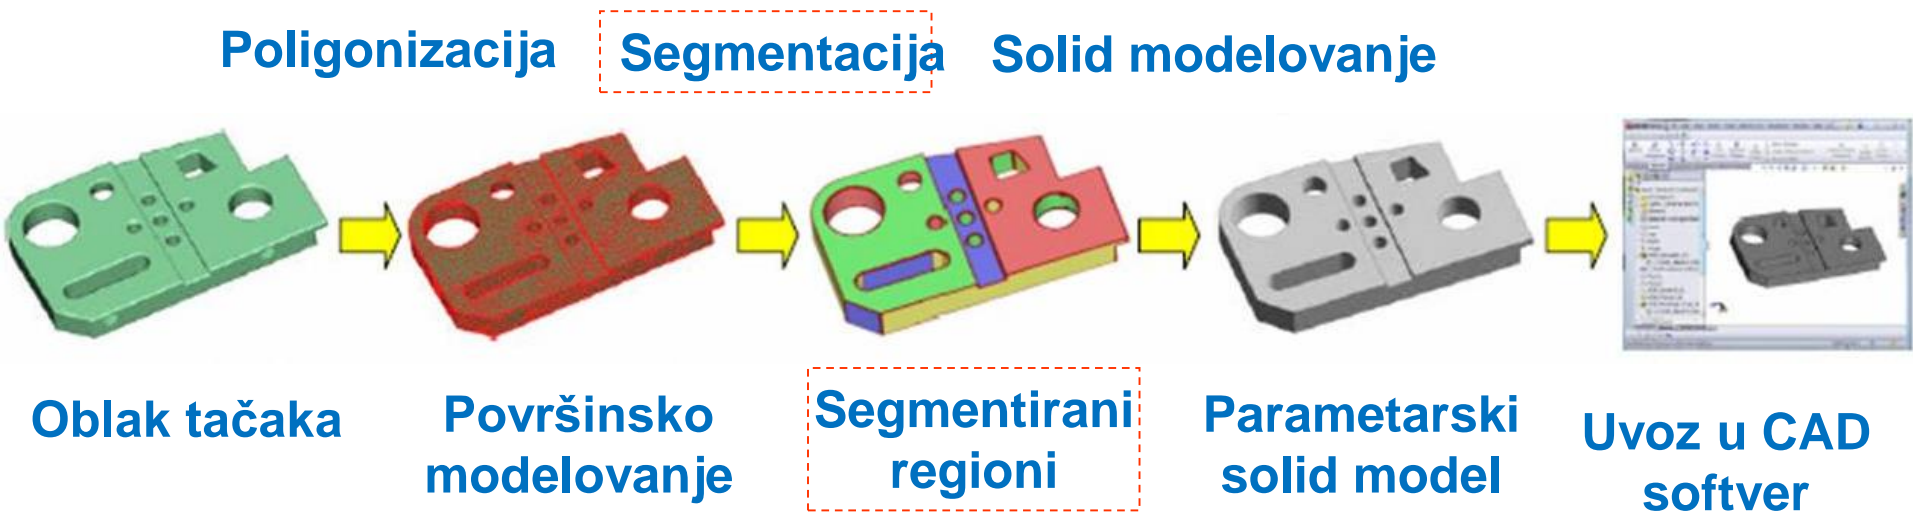 Poligonizacija
Segmentacija
Solid modelovanje
Oblak tačaka
Površinsko
modelovanje
Segmentirani
regioni
Parametarski
solid model
Uvoz u CAD
softver